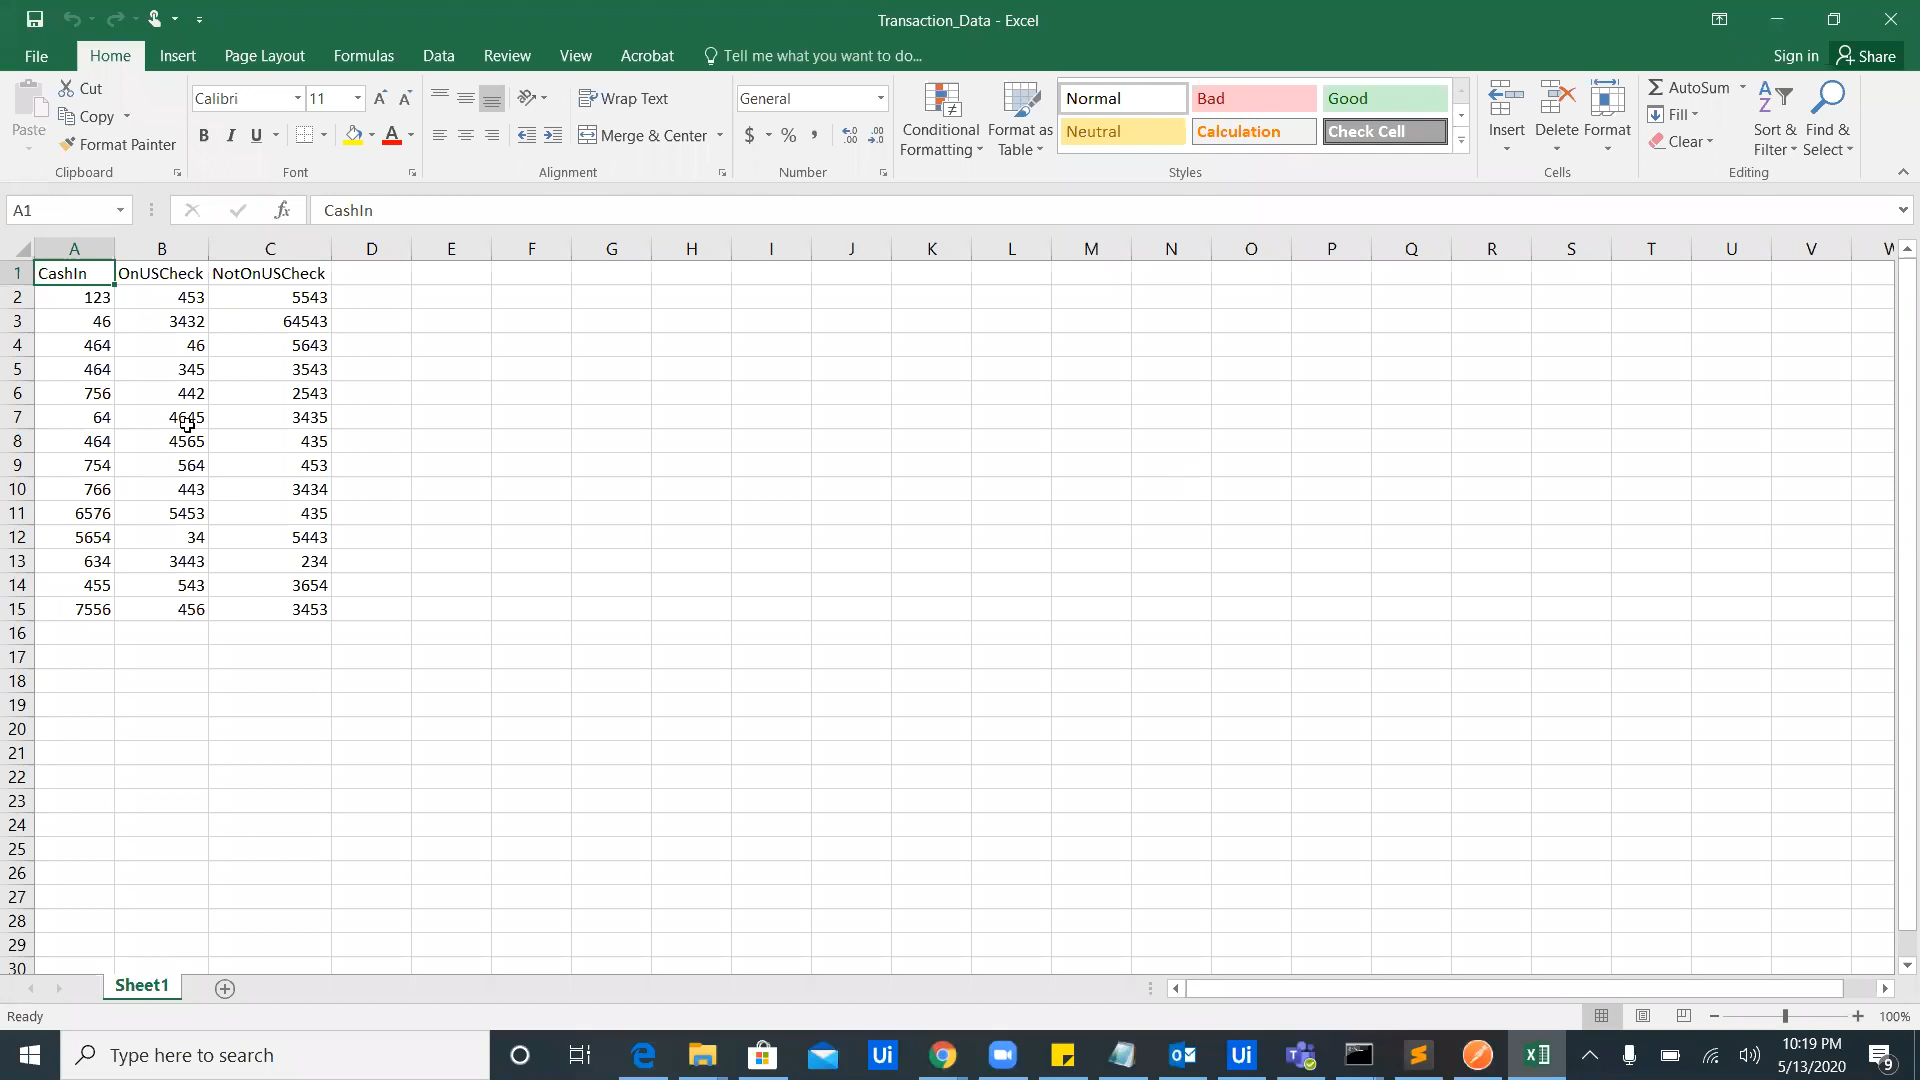 Transaction_Data - Excel
File Home Insert Page Layout Formulas Data Review View Acrobat Tell me what you want to do... Sign in Share
Paste Cut Copy Format Painter
Clipboard
Calibri 11 A A
B I U A
Font
Wrap Text
Merge & Center
Alignment
General
$ % , .0 .00
Number
Conditional Formatting
Format as Table
Normal Bad Good
Neutral Calculation Check Cell
Styles
Insert Delete Format
Cells
AutoSum
Fill
Clear
Sort & Filter
Find & Select
Editing
A1 fx CashIn
A B C D E F G H I J K L M N O P Q R S T U V W
1 CashIn OnUSCheck NotOnUSCheck
2 123 453 5543
3 46 3432 64543
4 464 46 5643
5 464 345 3543
6 756 442 2543
7 64 4645 3435
8 464 4565 435
9 754 564 453
10 766 443 3434
11 6576 5453 435
12 5654 34 5443
13 634 3443 234
14 455 543 3654
15 7556 456 3453
16
17
18
19
20
21
22
23
24
25
26
27
28
29
30
Sheet1
Ready 100%
Type here to search
10:19 PM
5/13/2020
9